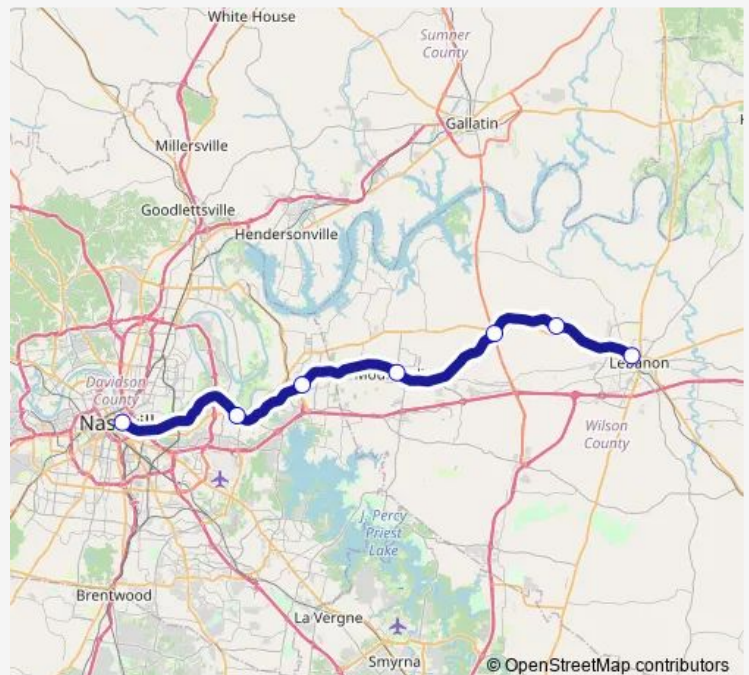 White House
Sumner
County
Gallatin
Millersville
Goodlettsville
Hendersonville
Davidson
County
Lebanon
Wilson
County
J. Percy
Priest
Lake
Brentwood
La Vergne
Smyrna
© OpenStreetMap contributors